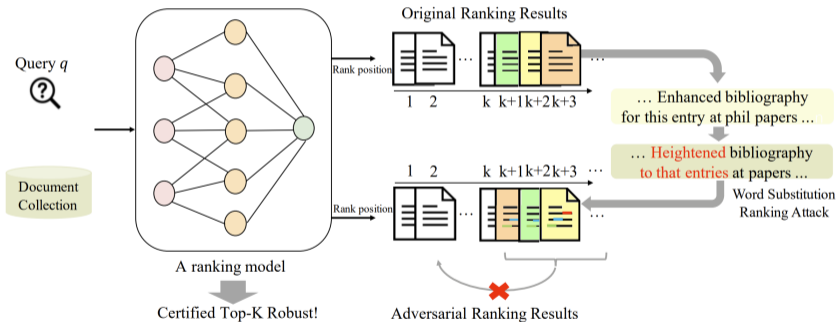 Original Ranking Results
Query q
Rank position
...
...
1 2 k k+1 k+2 k+3
... Enhanced bibliography
for this entry at phil papers ...
... Heightened bibliography
to that entries at papers ...
Word Substitution
Ranking Attack
1 2 k k+1 k+2 k+3 ...
Document
Collection
Rank position
...
...
A ranking model
Certified Top-K Robust!
Adversarial Ranking Results